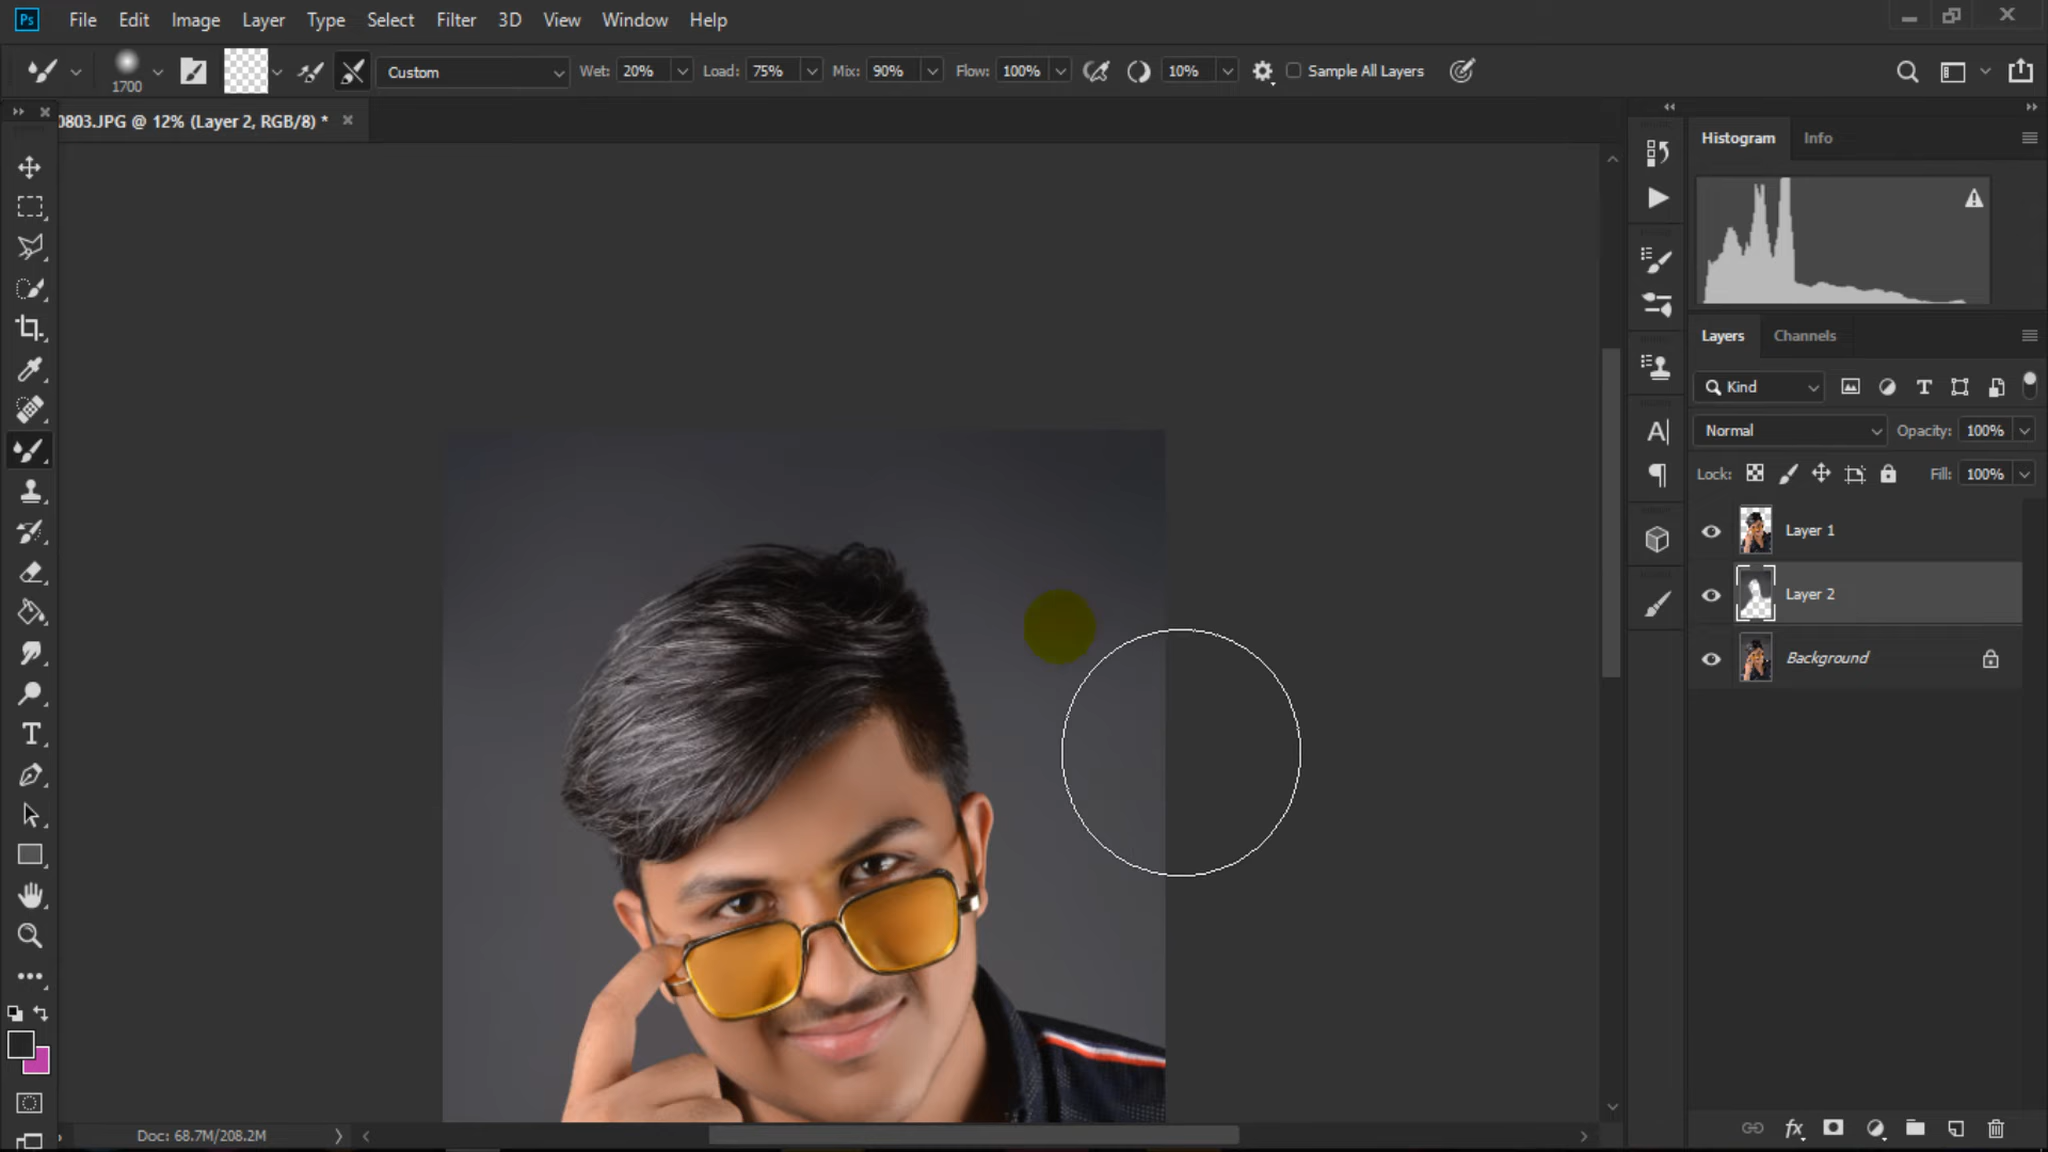 Ps File Edit Image Layer Type Select Filter 3D View Window Help
1700 Custom Wet: 20% Load: 75% Mix: 90% Flow: 100% 10% Sample All Layers
0803.JPG @ 12% (Layer 2, RGB/8) *
Histogram Info
Layers Channels
Kind
Normal Opacity: 100%
Lock: Fill: 100%
Layer 1
Layer 2
Background
Doc: 68.7M/208.2M